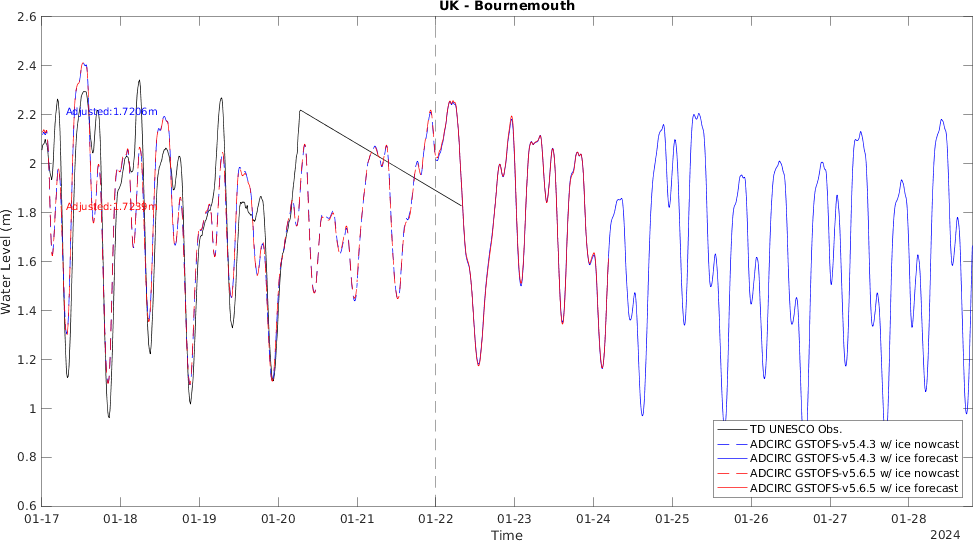 UK - Bournemouth
2.6
2.4
2.2
2
1.8
1.6
1.4
1.2
1
0.8
0.6
Water Level (m)
Adjusted:1.7206m
Adjusted:1.7239m
TD UNESCO Obs.
ADCIRC GSTOFS-v5.4.3 w/ ice nowcast
ADCIRC GSTOFS-v5.4.3 w/ ice forecast
ADCIRC GSTOFS-v5.6.5 w/ ice nowcast
ADCIRC GSTOFS-v5.6.5 w/ ice forecast
01-17 01-18 01-19 01-20 01-21 01-22 01-23 01-24 01-25 01-26 01-27 01-28
Time
2024